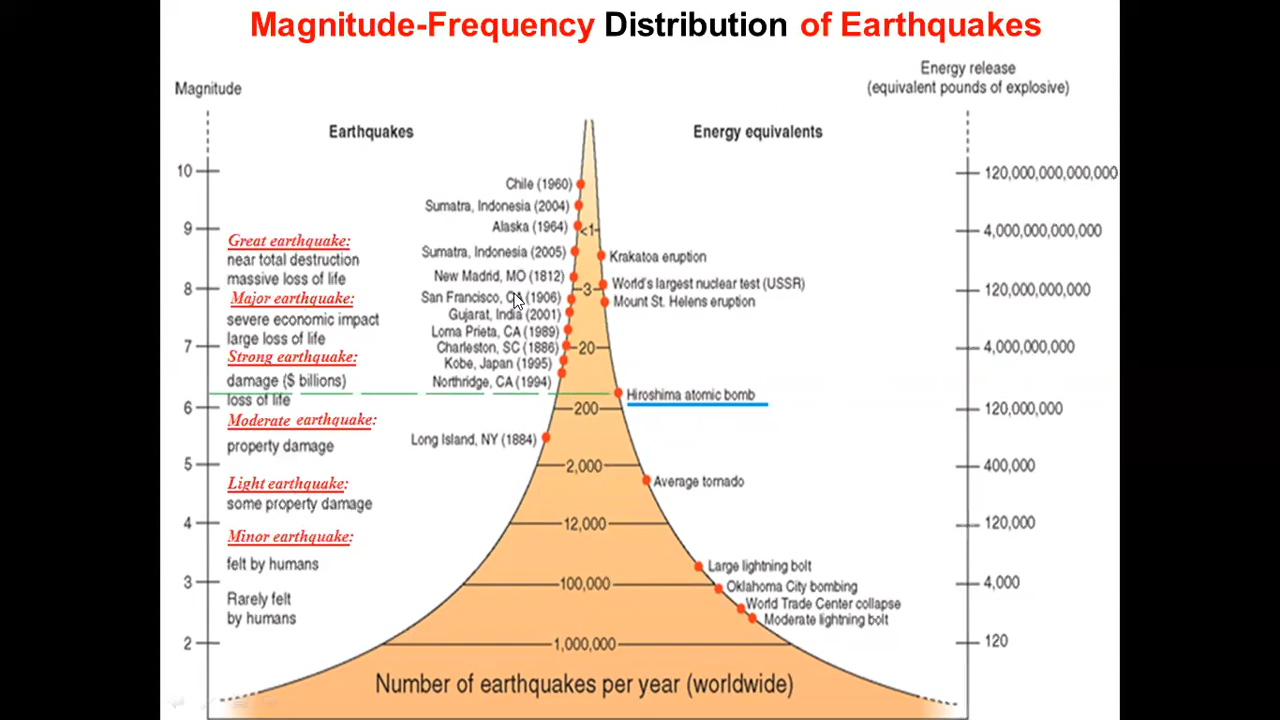 Magnitude-Frequency Distribution of Earthquakes
Magnitude
Energy release
(equivalent pounds of explosive)
Earthquakes
Energy equivalents
10
9
8
7
6
5
4
3
2
Great earthquake:
near total destruction
massive loss of life
Major earthquake:
severe economic impact
large loss of life
Strong earthquake:
damage ($ billions)
loss of life
Moderate earthquake:
property damage
Light earthquake:
some property damage
Minor earthquake:
felt by humans
Rarely felt
by humans
Chile (1960)
Sumatra, Indonesia (2004)
Alaska (1964)
Sumatra, Indonesia (2005)
New Madrid, MO (1812)
San Francisco, CA (1906)
Gujarat, India (2001)
Loma Prieta, CA (1989)
Charleston, SC (1886)
Kobe, Japan (1995)
Northridge, CA (1994)
Long Island, NY (1884)
<1
3
20
200
2,000
12,000
100,000
1,000,000
Number of earthquakes per year (worldwide)
Krakatoa eruption
World's largest nuclear test (USSR)
Mount St. Helens eruption
Hiroshima atomic bomb
Average tornado
Large lightning bolt
Oklahoma City bombing
World Trade Center collapse
Moderate lightning bolt
120,000,000,000,000
4,000,000,000,000
120,000,000,000
4,000,000,000
120,000,000
400,000
120,000
4,000
120